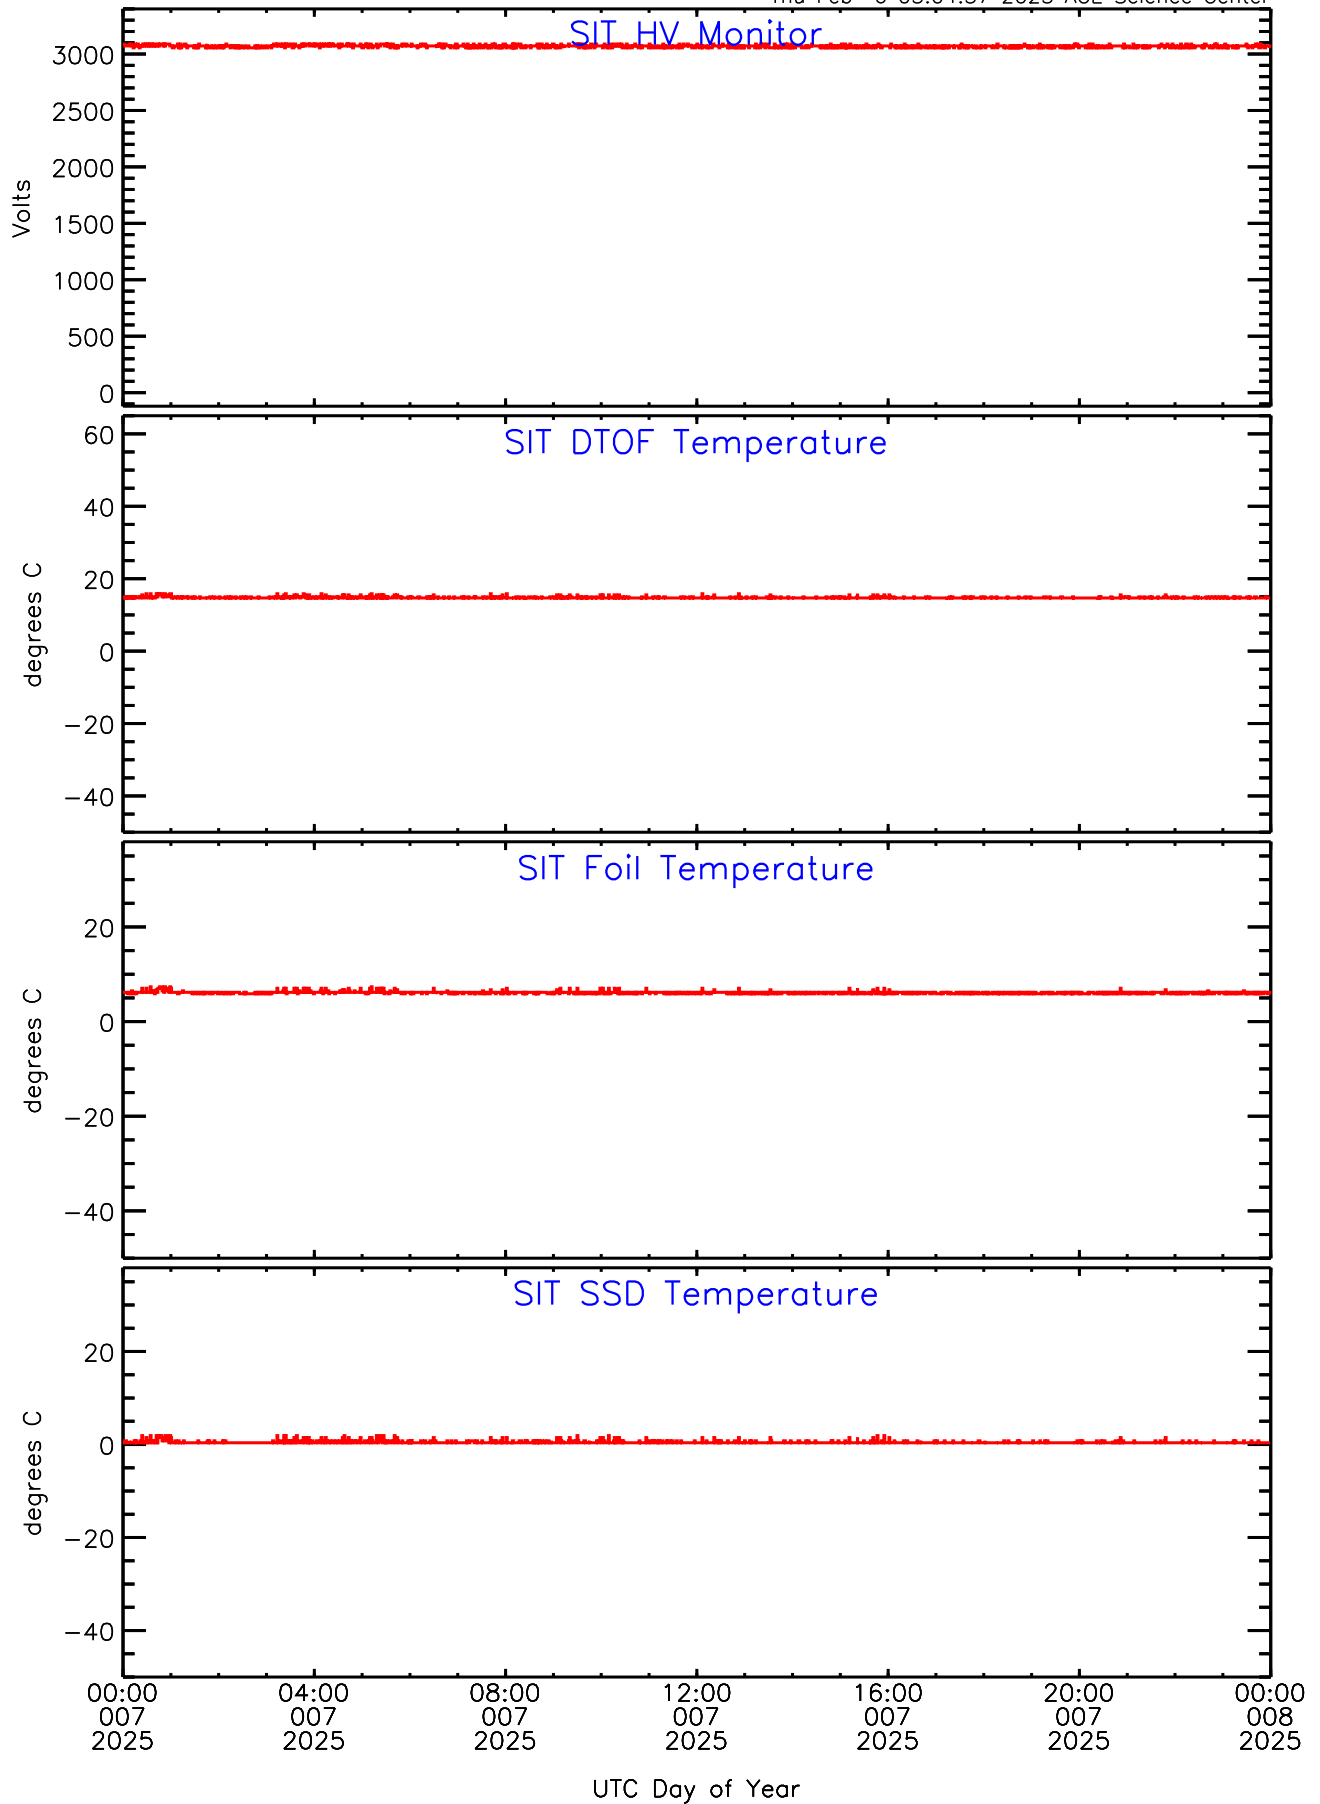 SIT HV Monitor
3000
2500
2000
1500
1000
500
0
Volts
SIT DTOF Temperature
60
40
20
0
−20
−40
degrees C
SIT Foil Temperature
20
0
−20
−40
degrees C
SIT SSD Temperature
20
0
−20
−40
degrees C
00:00 04:00 08:00 12:00 16:00 20:00 00:00
007 007 007 007 007 007 008
2025 2025 2025 2025 2025 2025 2025
UTC Day of Year